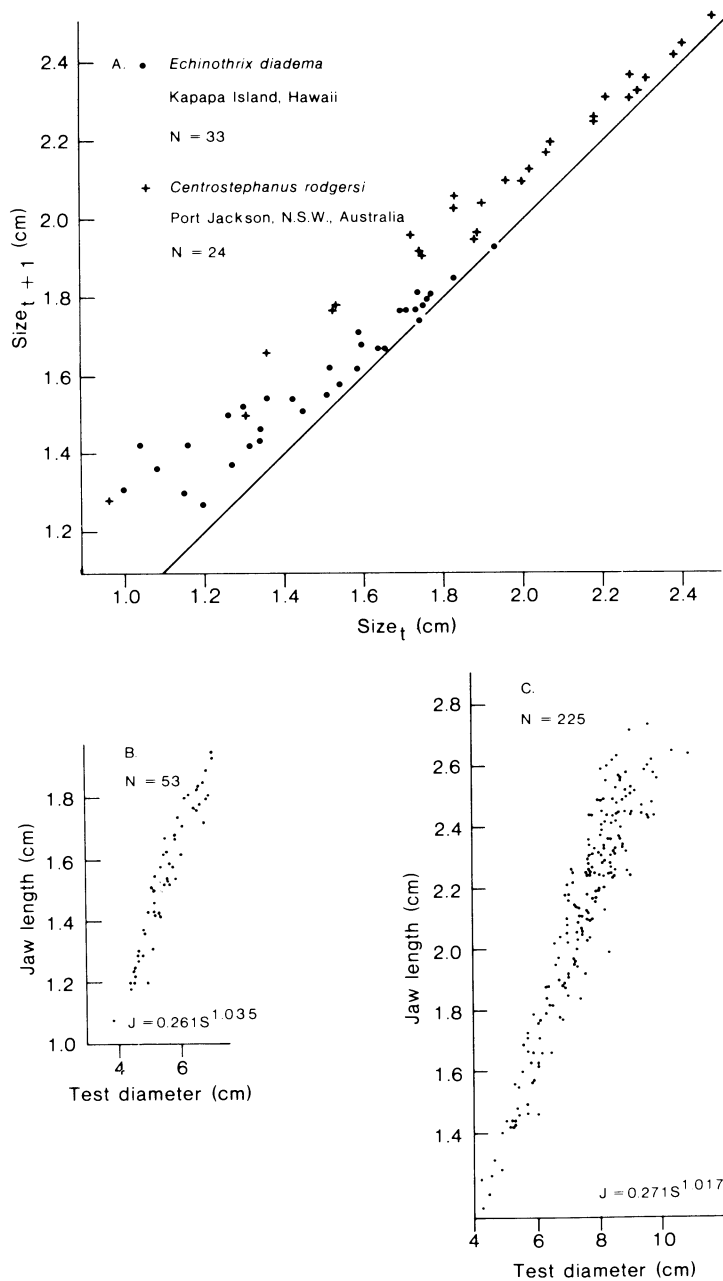 A. • Echinothrix diadema
Kapapa Island, Hawaii
N = 33
+ Centrostephanus rodgersi
Port Jackson, N.S.W., Australia
N = 24
2.4
2.2
2.0
1.8
1.6
1.4
1.2
Size t + 1 (cm)
1.0 1.2 1.4 1.6 1.8 2.0 2.2 2.4
Size t (cm)
B.
N = 53
1.8
1.6
1.4
1.2
1.0
Jaw length (cm)
J = 0.261S 1.035
4 6
Test diameter (cm)
C.
N = 225
2.8
2.6
2.4
2.2
2.0
1.8
1.6
1.4
Jaw length (cm)
J = 0.271S 1.017
4 6 8 10
Test diameter (cm)